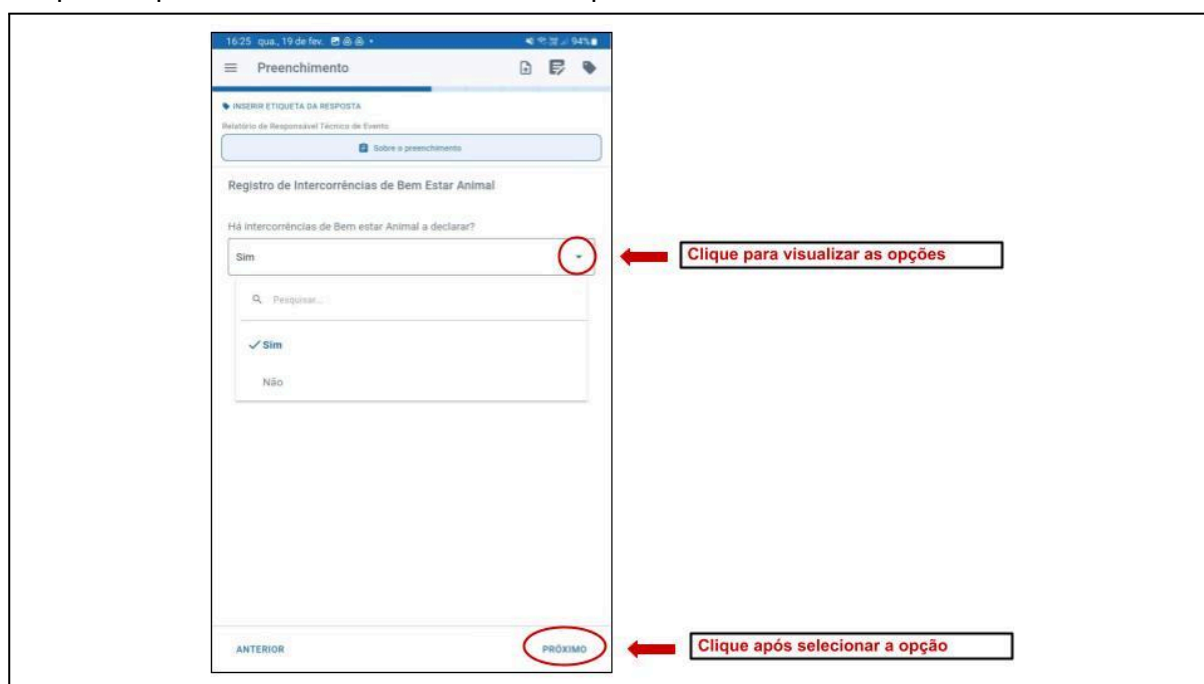 16:25 qua., 19 de fev.
94%
Preenchimento
INSERIR ETIQUETA DA RESPOSTA
Relatório de Responsável Técnico de Evento
Sobre o preenchimento
Registro de Intercorrências de Bem Estar Animal
Há intercorrências de Bem estar Animal a declarar?
Sim
Clique para visualizar as opções
Pesquisar...
Sim
Não
ANTERIOR
PRÓXIMO
Clique após selecionar a opção